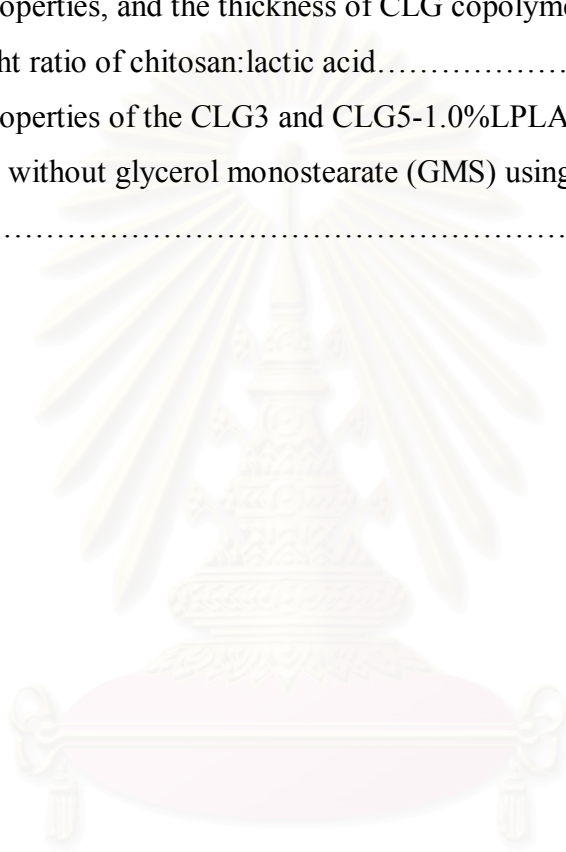 operties, and the thickness of CLG copolyme
ht ratio of chitosan:lactic acid………………
operties of the CLG3 and CLG5-1.0%LPLA
without glycerol monostearate (GMS) using
……………………………………………………